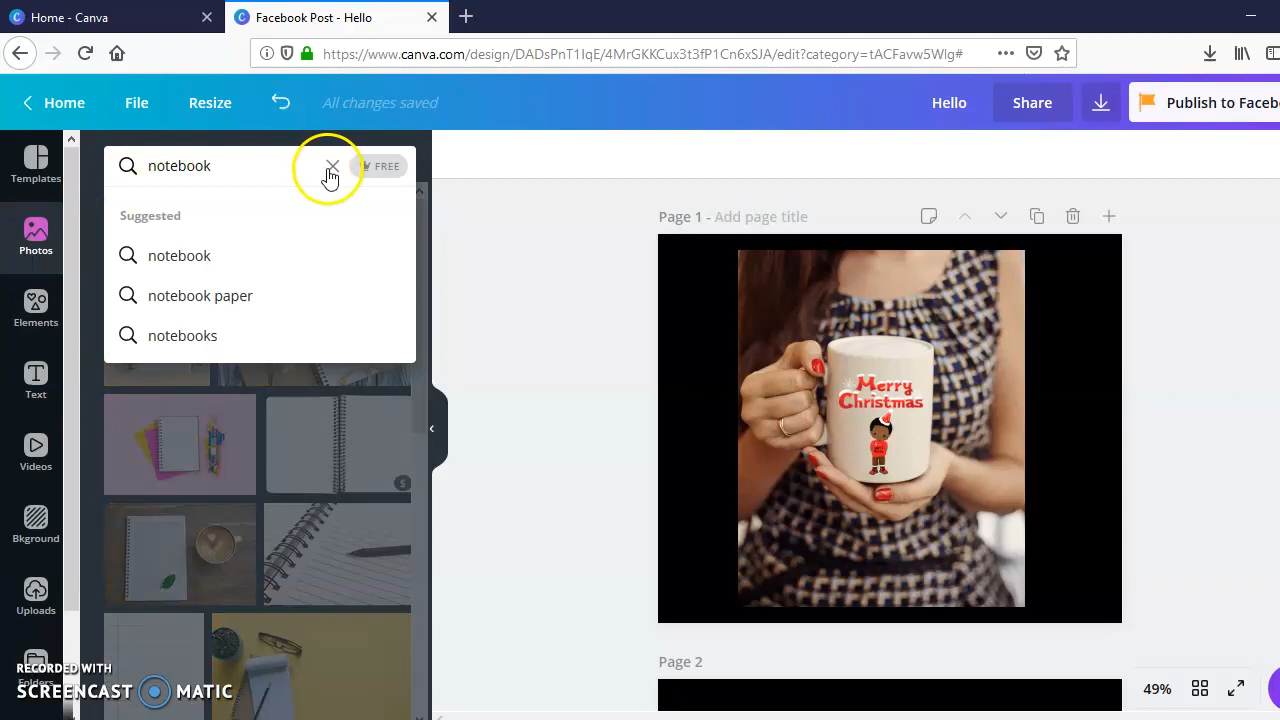 Home - Canva
Facebook Post - Hello
https://www.canva.com/design/DADsPnT1IqE/4MrGKKCux3t3fP1Cn6xSJA/edit?category=tACFavw5WIg#
Home File Resize All changes saved Hello Share Publish to Faceb
notebook FREE
Suggested
notebook
notebook paper
notebooks
Templates
Photos
Elements
Text
Videos
Bkground
Uploads
Folders
Page 1 - Add page title
Merry
Christmas
$
Page 2
49%
RECORDED WITH
SCREENCAST MATIC